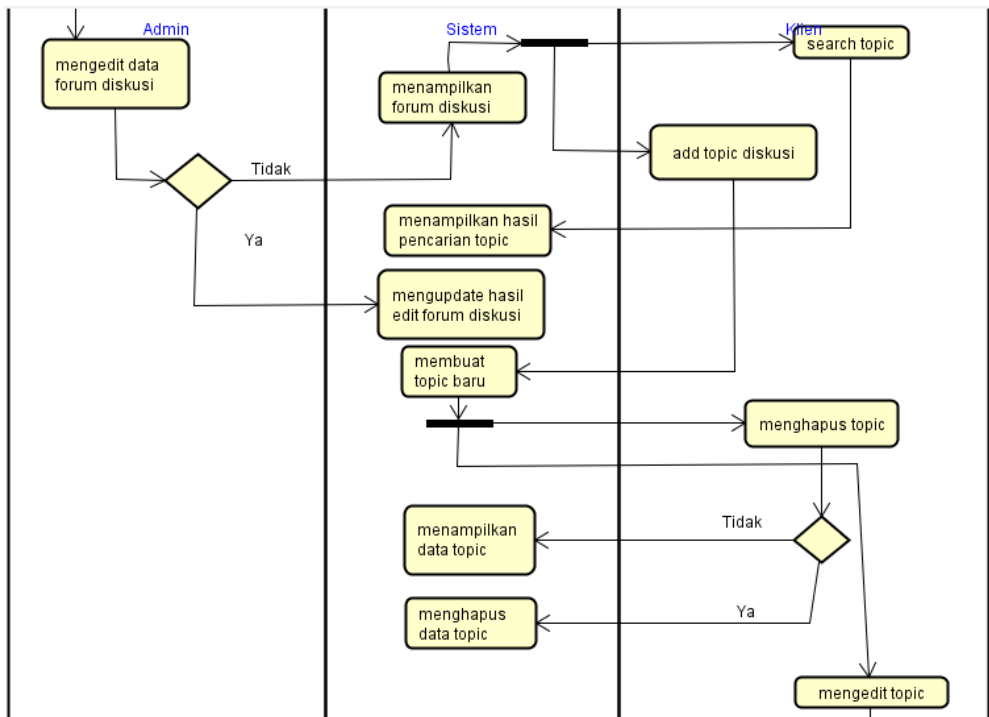 Admin
Sistem
Klien
mengedit data
forum diskusi
search topic
menampilkan
forum diskusi
add topic diskusi
Tidak
menampilkan hasil
pencarian topic
Ya
mengupdate hasil
edit forum diskusi
membuat
topic baru
menghapus topic
menampilkan
data topic
Tidak
menghapus
data topic
Ya
mengedit topic